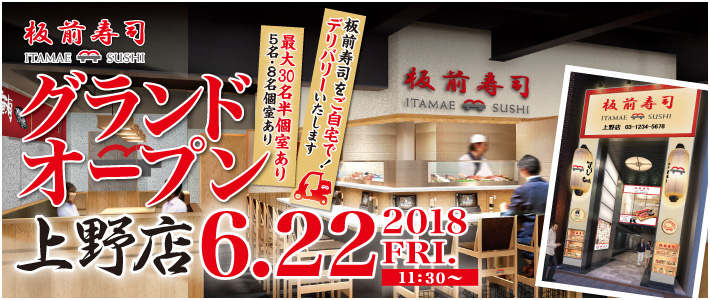 板前寿司
ITAMAE SUSHI
グランド
オープン
上野店
6.22
2018
FRI.
11:30～
最大30名半個室あり
5名・8名個室あり
板前寿司をご自宅で!
デリバリーいたします
板前寿司
ITAMAE SUSHI
板前寿司
ITAMAE SUSHI
上野店 03-1234-5678